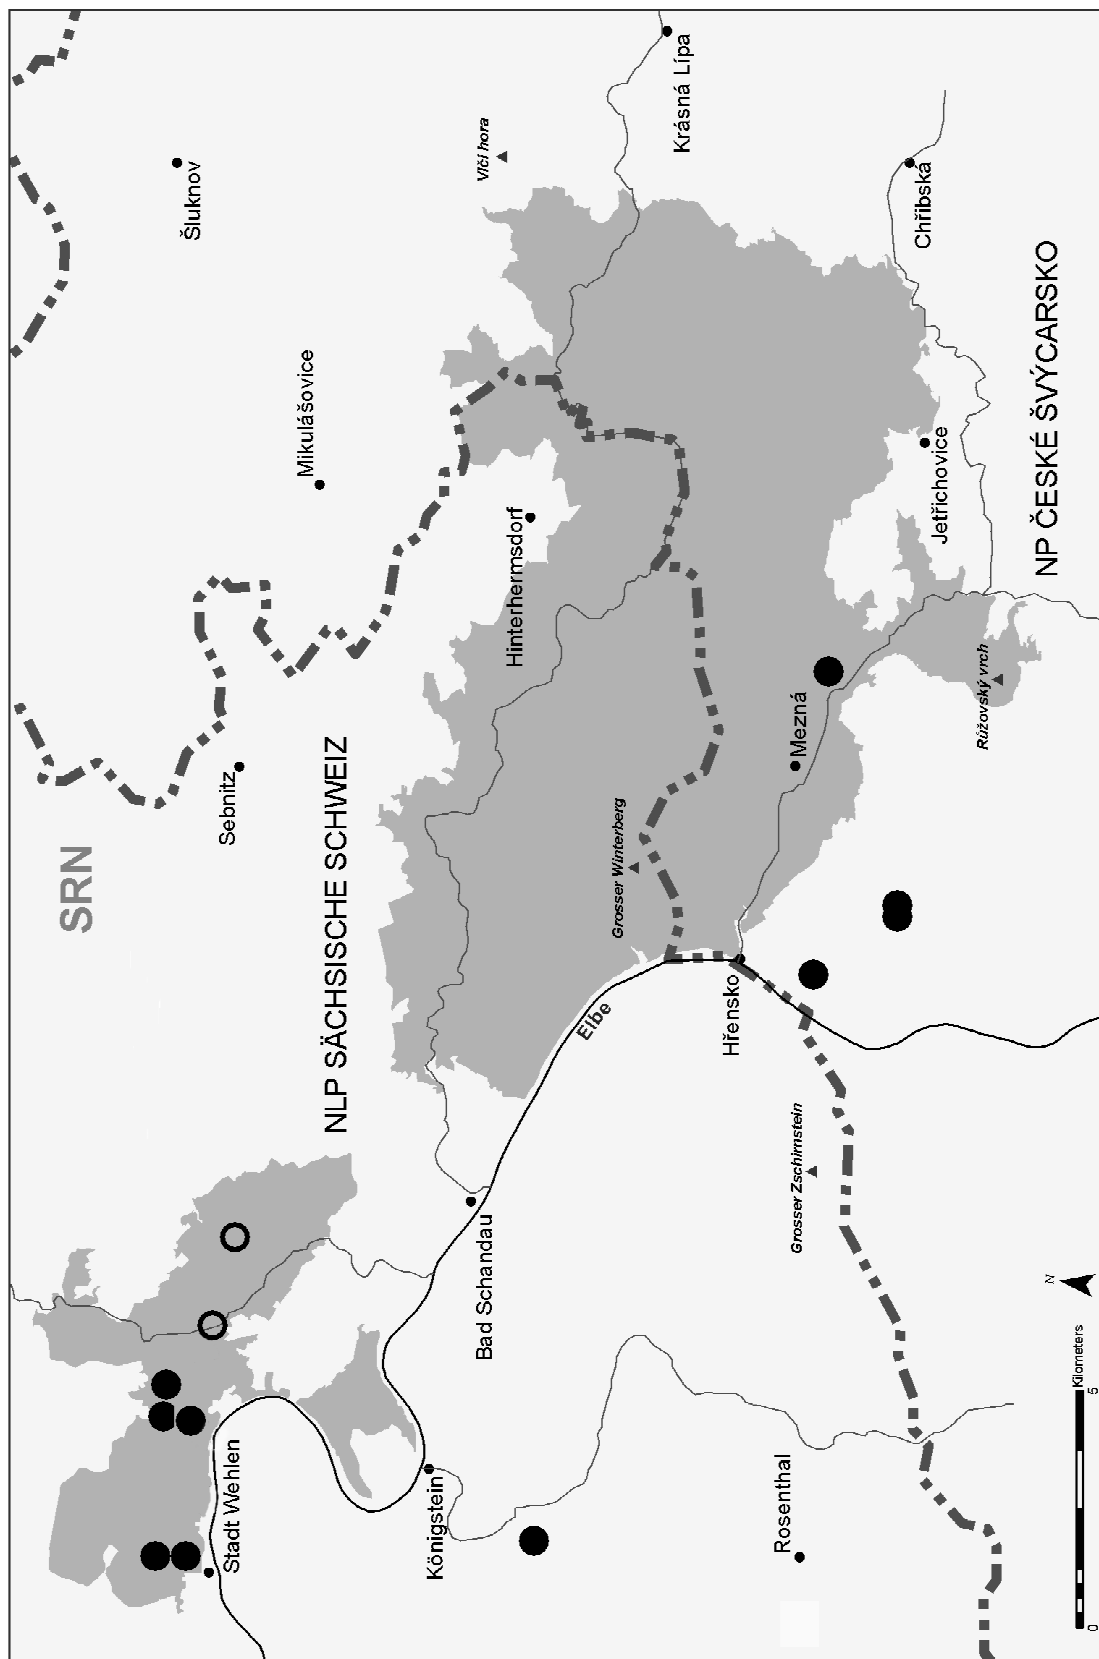 SRN
Šluknov
Vlčí hora
Krásná Lípa
Mikulášovice
Chřibská
Sebnitz
Hinterhermsdorf
Jetřichovice
NLP SÄCHSISCHE SCHWEIZ
NP ČESKÉ ŠVÝCARSKO
Mezná
Růžovský vrch
Grosser Winterberg
Elbe
Hřensko
Grosser Zschirnstein
Bad Schandau
Stadt Wehlen
Königstein
Rosenthal
N
0 5
Kilometers